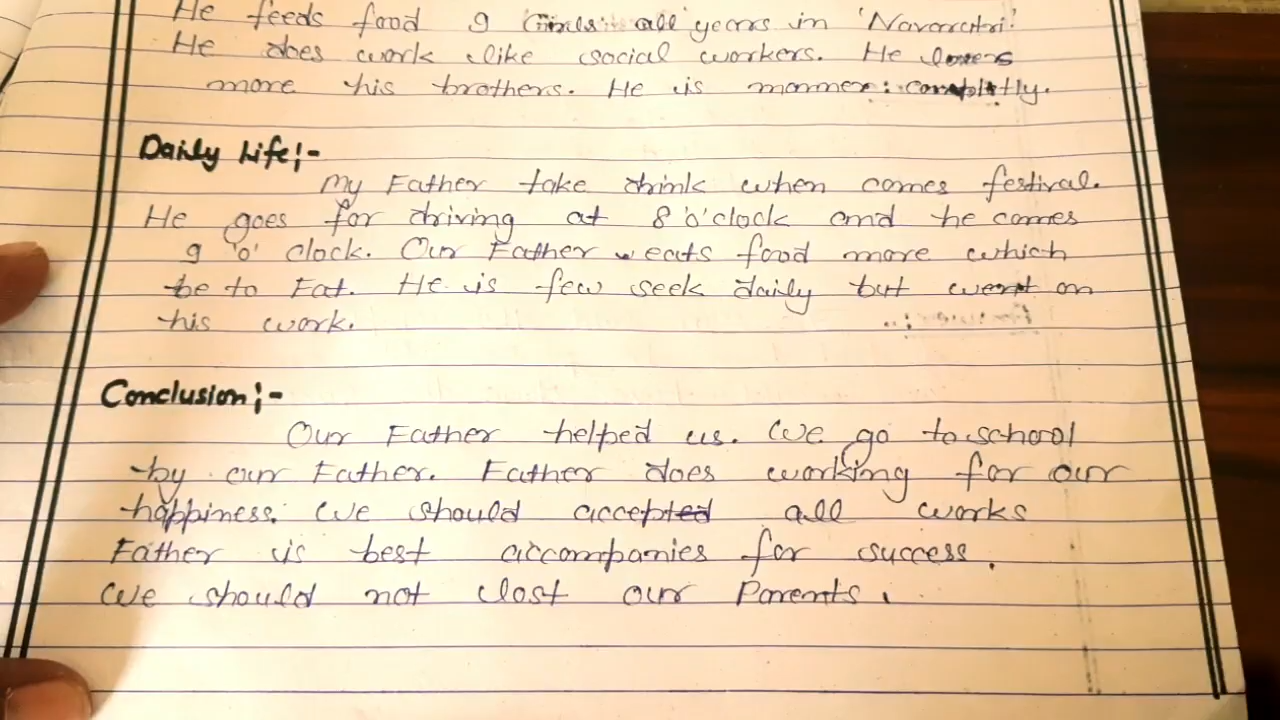 He feeds food 9 Girls all years in 'Navaratri'
He does work like social workers. He lovers
more his brothers. He is manner completly.
Daily Life:-
My Father take drink when comes festival.
He goes for driving at 8 'o'clock and he comes
9 'o' clock. Our Father eats food more which
be to Eat. He is few seek daily but went on
his work.
Conclusion:-
Our Father helped us. We go to school
by our Father. Father does working for our
happiness. We should accepted all works
Father is best accompanies for success.
We should not lost our Parents.